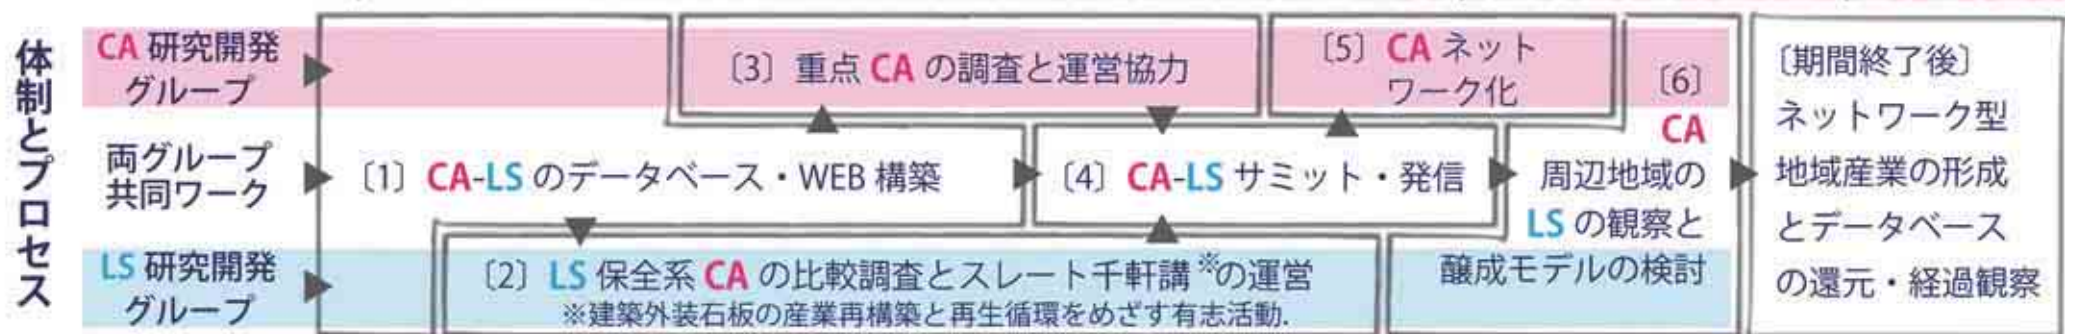 体制とプロセス
CA 研究開発
グループ
両グループ
共同ワーク
LS 研究開発
グループ
〔1〕CA-LS のデータベース・WEB 構築
〔2〕LS 保全系 CA の比較調査とスレート千軒講※の運営
※建築外装石板の産業再構築と再生循環をめざす有志活動.
〔3〕重点 CA の調査と運営協力
〔4〕CA-LS サミット・発信
〔5〕CA ネット
ワーク化
〔6〕
CA
周辺地域の
LS の観察と
醸成モデルの検討
〔期間終了後〕
ネットワーク型
地域産業の形成
とデータベース
の還元・経過観察